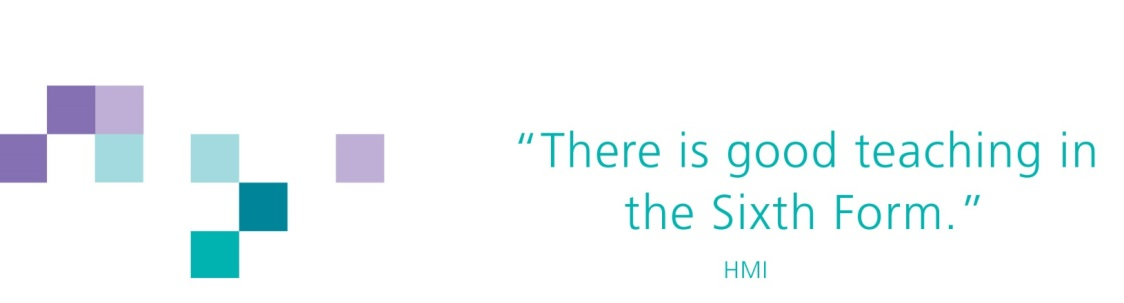 “There is good teaching in
the Sixth Form.”
HMI